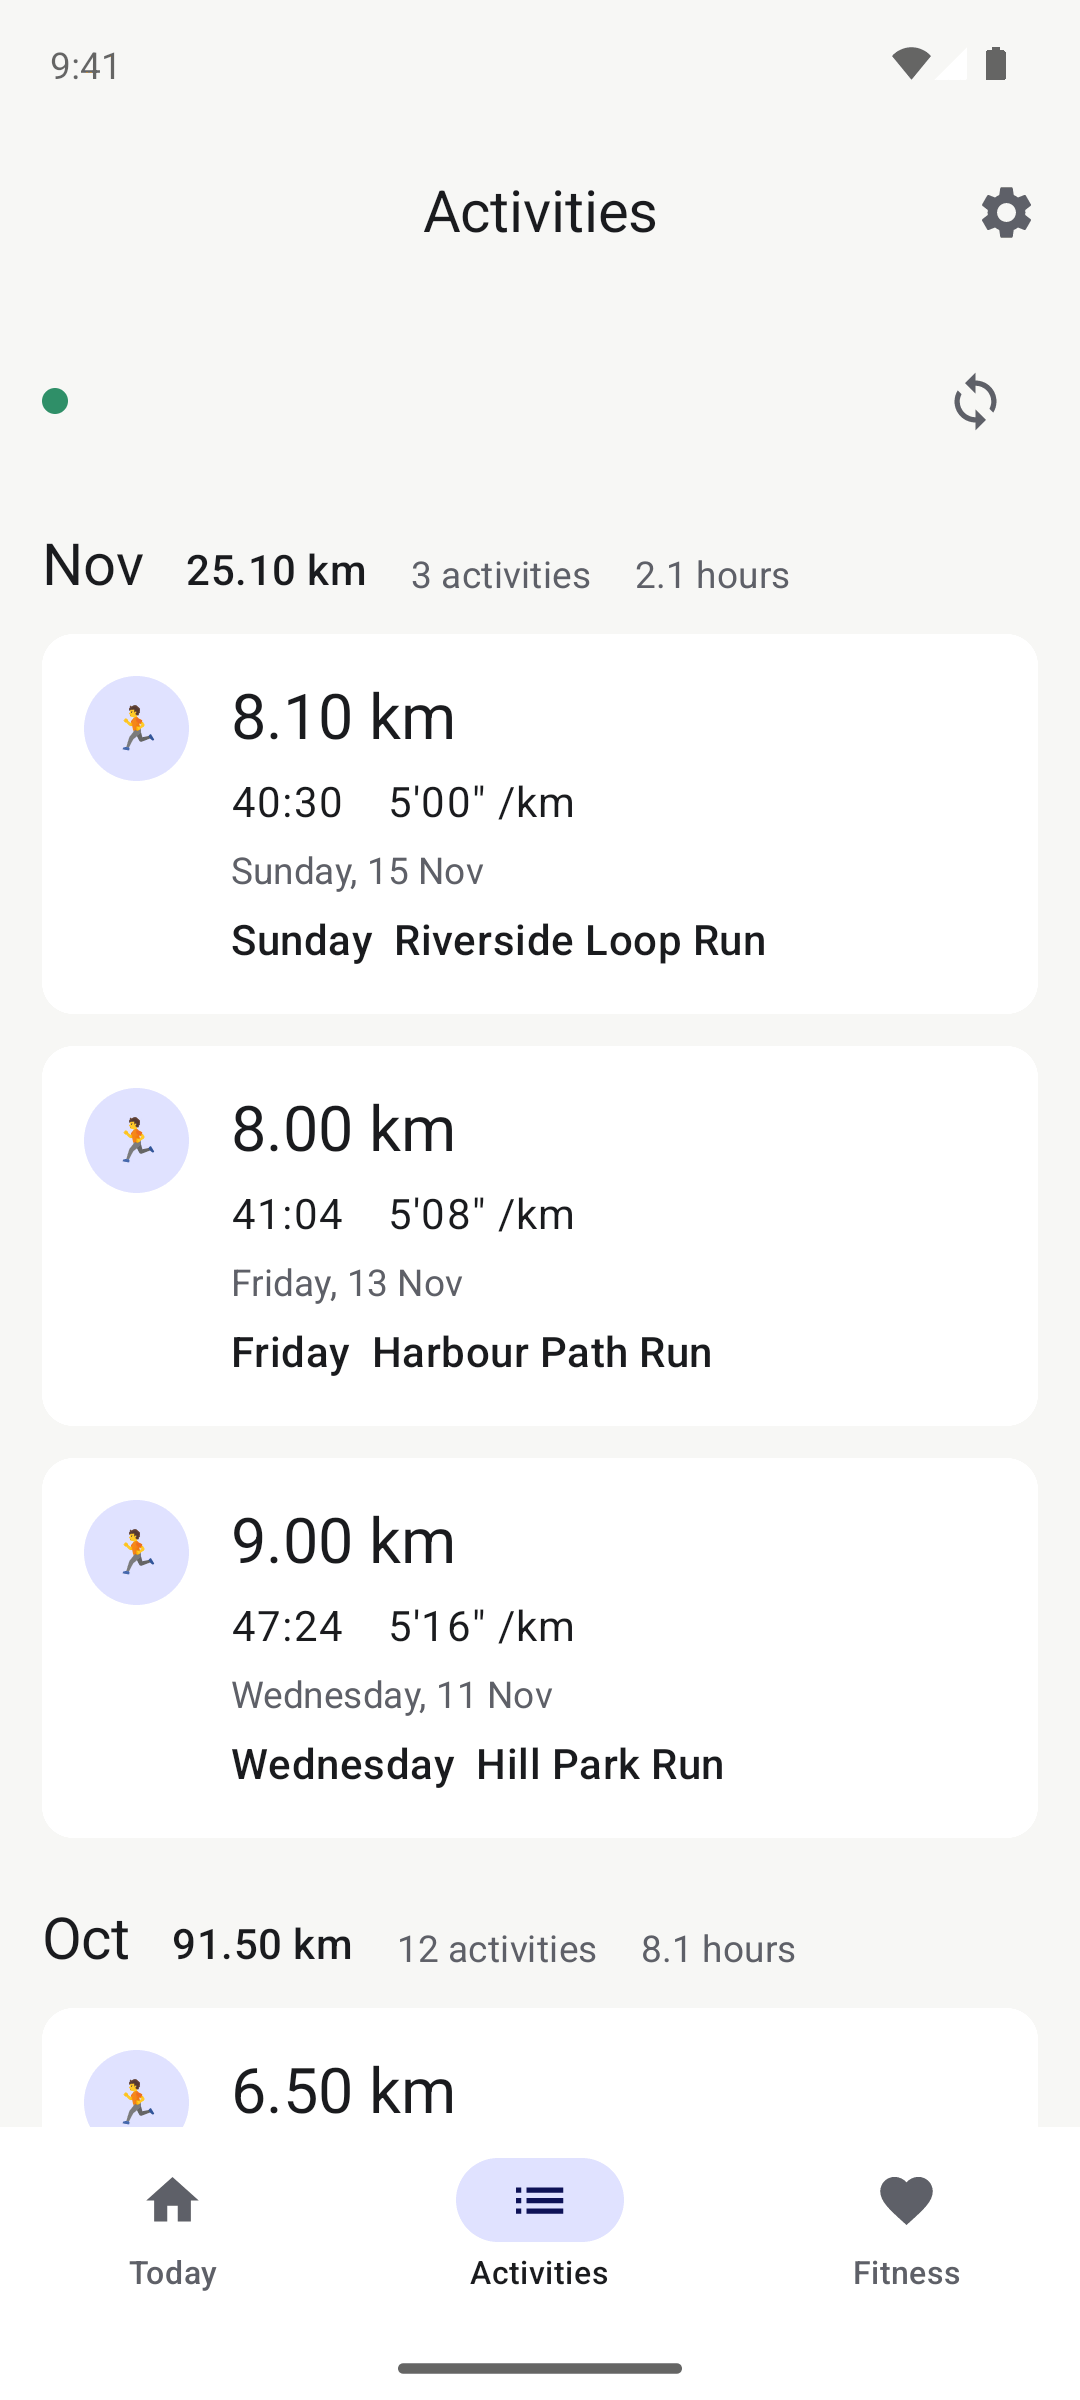 9:41
Activities
Nov 25.10 km 3 activities 2.1 hours
8.10 km
40:30 5'00" /km
Sunday, 15 Nov
Sunday Riverside Loop Run
8.00 km
41:04 5'08" /km
Friday, 13 Nov
Friday Harbour Path Run
9.00 km
47:24 5'16" /km
Wednesday, 11 Nov
Wednesday Hill Park Run
Oct 91.50 km 12 activities 8.1 hours
6.50 km
Today Activities Fitness